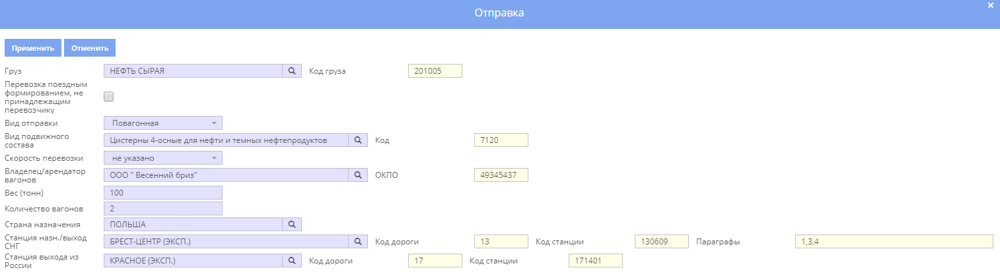 Отправка
Применить Отменить
Груз НЕФТЬ СЫРАЯ Код груза 201005
Перевозка поездным
формированием, не
принадлежащим
перевозчику
Вид отправки Повагонная
Вид подвижного
состава Цистерны 4-осные для нефти и темных нефтепродуктов Код 7120
Скорость перевозки не указано
Владелец/арендатор
вагонов ООО " Весенний бриз" ОКПО 49345437
Вес (тонн) 100
Количество вагонов 2
Страна назначения ПОЛЬША
Станция назн./выход
СНГ БРЕСТ-ЦЕНТР (ЭКСП.) Код дороги 13 Код станции 130609 Параграфы 1,3,4
Станция выхода из
России КРАСНОЕ (ЭКСП.) Код дороги 17 Код станции 171401